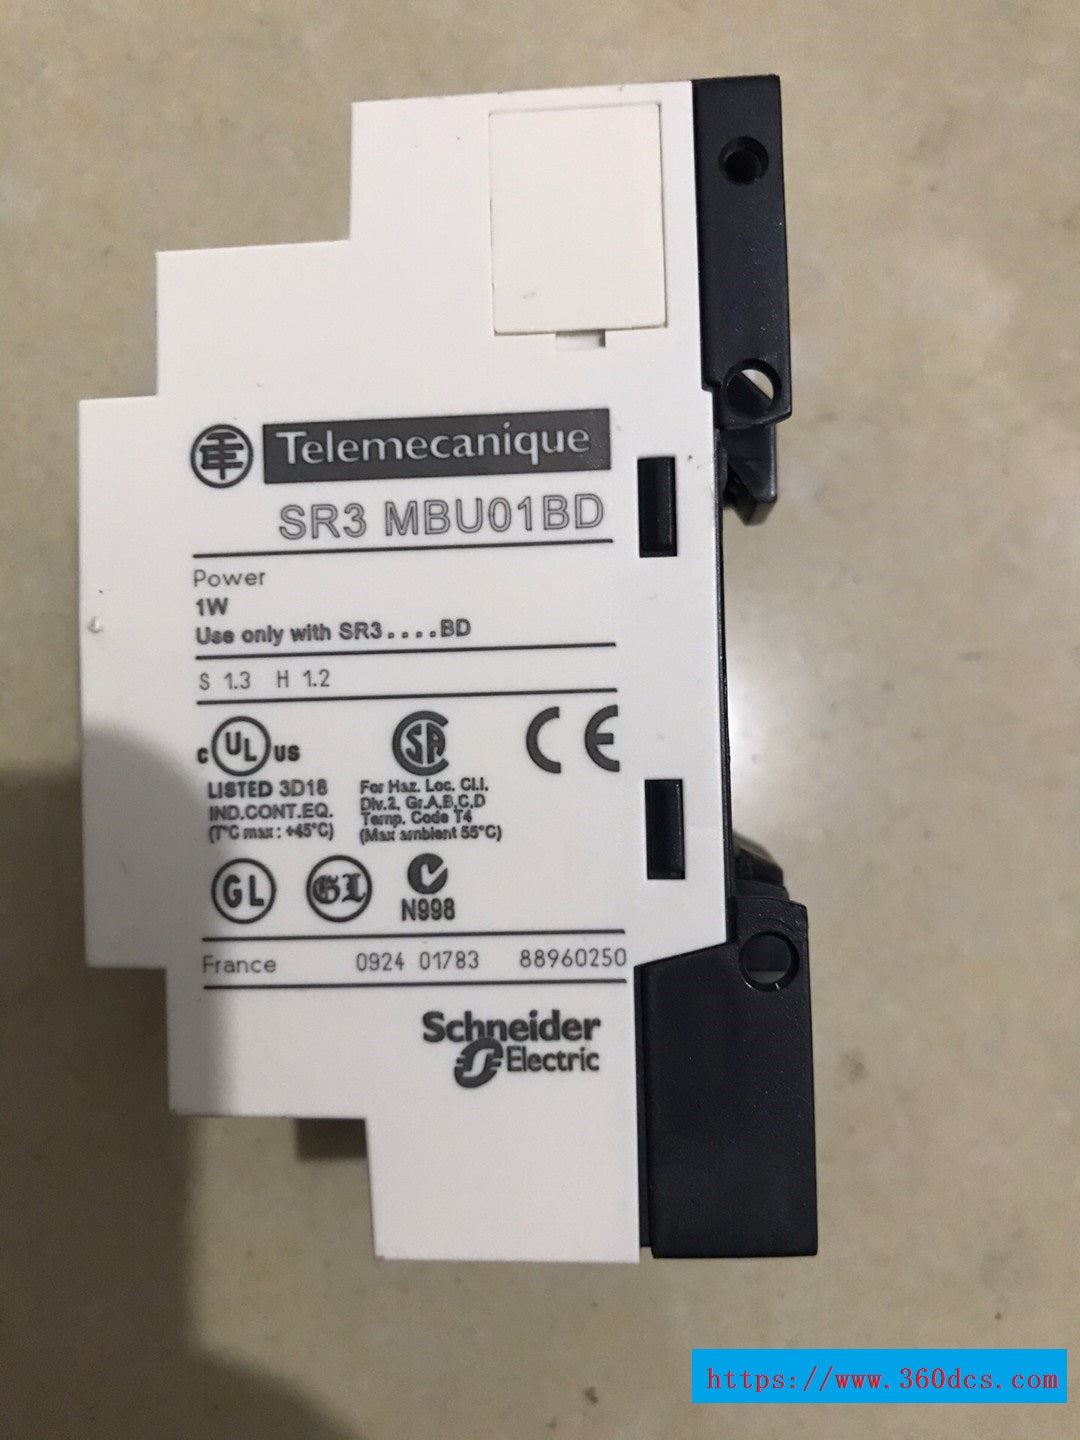 Telemecanique
SR3 MBU01BD
Power
1W
Use only with SR3....BD
S 1.3 H 1.2
c UL us
LISTED 3D18
IND.CONT.EQ.
(T°C max : +45°C)
SA
For Haz. Loc. Cl.I,
Div.2, Gr.A,B,C,D
Temp. Code T4
(Max ambient 55°C)
CE
GL
GL
N998
France 0924 01783 88960250
Schneider
Electric
https://www.360dcs.com